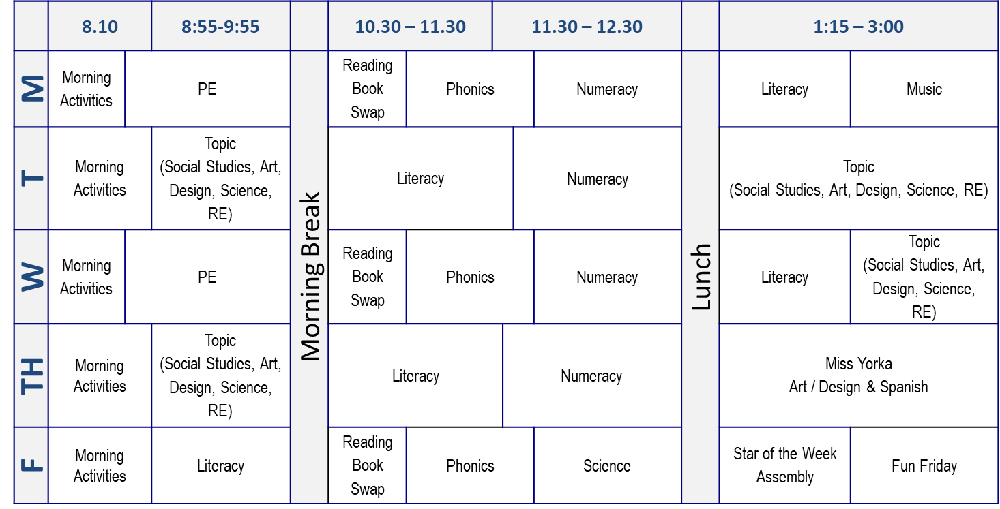 8.10
8:55-9:55
10.30 – 11.30
11.30 – 12.30
1:15 – 3:00
M
Morning
Activities
PE
Reading
Book
Swap
Phonics
Numeracy
Literacy
Music
T
Morning
Activities
Topic
(Social Studies, Art,
Design, Science,
RE)
Literacy
Numeracy
Topic
(Social Studies, Art, Design, Science, RE)
Morning Break
Lunch
W
Morning
Activities
PE
Reading
Book
Swap
Phonics
Numeracy
Literacy
Topic
(Social Studies, Art,
Design, Science,
RE)
TH
Morning
Activities
Topic
(Social Studies, Art,
Design, Science,
RE)
Literacy
Numeracy
Miss Yorka
Art / Design & Spanish
F
Morning
Activities
Literacy
Reading
Book
Swap
Phonics
Science
Star of the Week
Assembly
Fun Friday